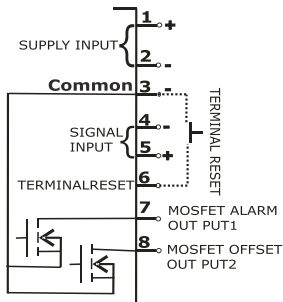 1 +
SUPPLY INPUT
2 -
Common 3 -
4 -
SIGNAL
INPUT
5 +
6
TERMINALRESET
TERMINAL RESET
7 MOSFET ALARM
OUT PUT1
8 MOSFET OFFSET
OUT PUT2